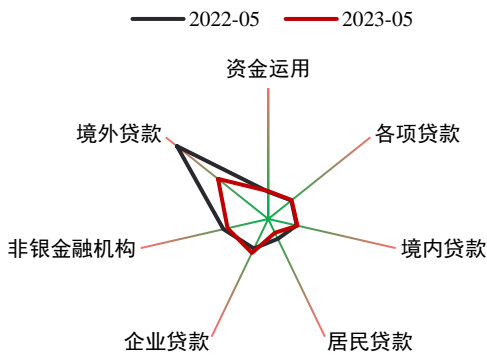 2022-05 2023-05
资金运用
境外贷款 各项贷款
非银金融机构 境内贷款
企业贷款 居民贷款